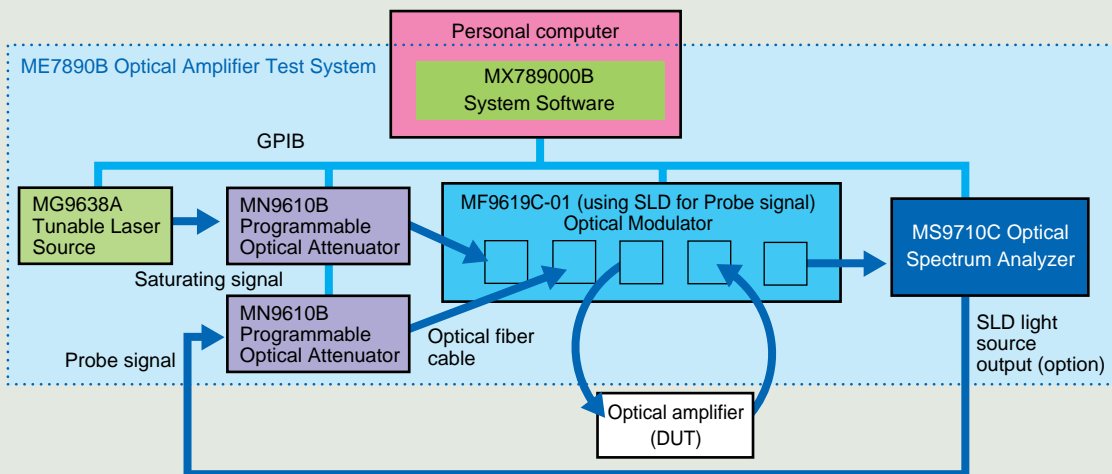 Personal computer
ME7890B Optical Amplifier Test System
MX789000B
System Software
GPIB
MG9638A
Tunable Laser
Source
MN9610B
Programmable
Optical Attenuator
MF9619C-01 (using SLD for Probe signal)
Optical Modulator
MS9710C Optical
Spectrum Analyzer
Saturating signal
MN9610B
Programmable
Optical Attenuator
Probe signal
Optical fiber
cable
SLD light
source
output (option)
Optical amplifier
(DUT)